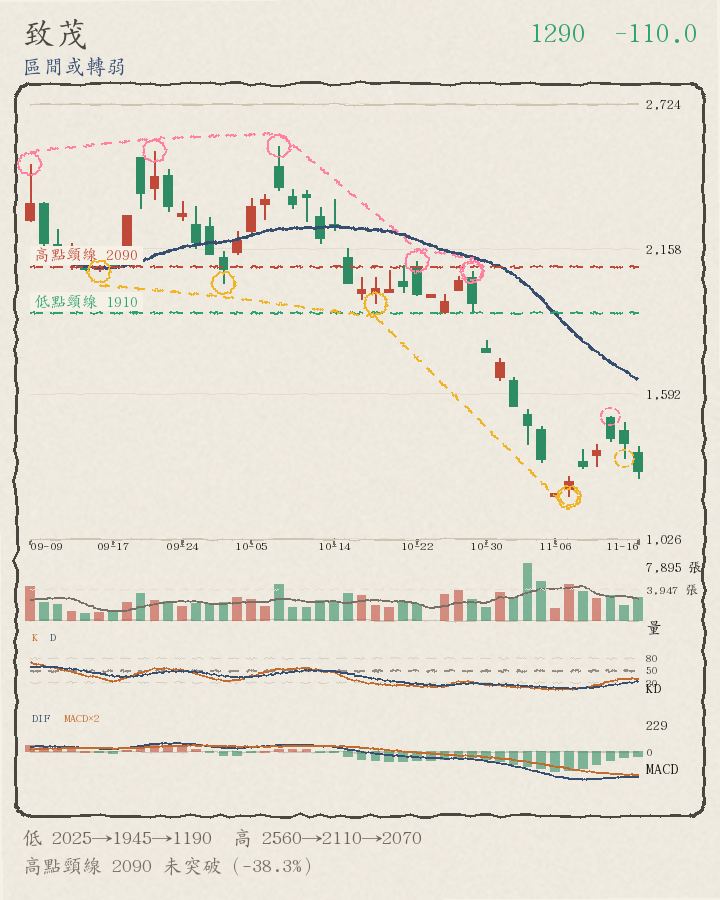 致茂
1290 -110.0
區間或轉弱
2,724
高點頸線 2090
2,158
低點頸線 1910
1,592
1,026
09-09 09-17 09-24 10-05 10-14 10-22 10-30 11-06 11-16
7,895 張
3,947 張
量
K D
80
50
20
KD
DIF MACD×2
229
0
MACD
低 2025→1945→1190 高 2560→2110→2070
高點頸線 2090 未突破 (-38.3%)